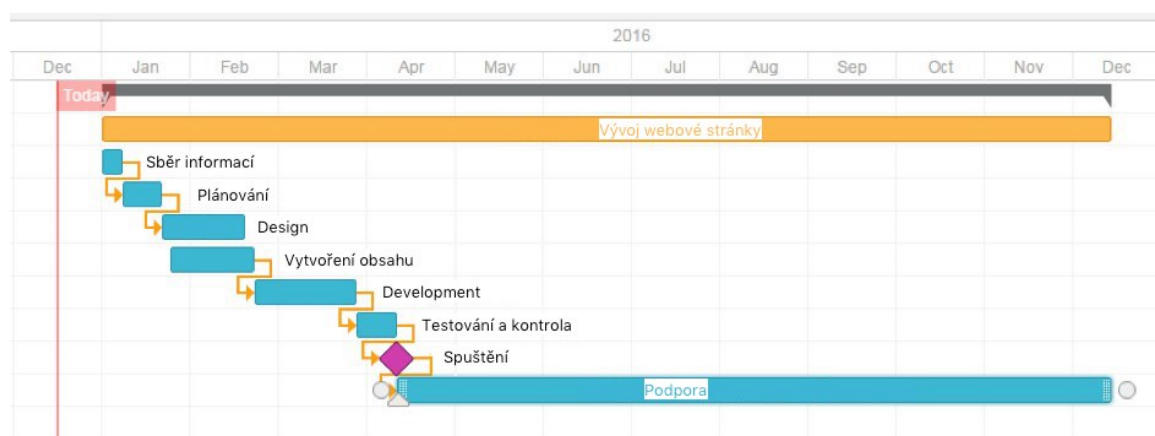 2016
Dec Jan Feb Mar Apr May Jun Jul Aug Sep Oct Nov Dec
Today
Vývoj webové stránky
Sběr informací
Plánování
Design
Vytvoření obsahu
Development
Testování a kontrola
Spuštění
Podpora